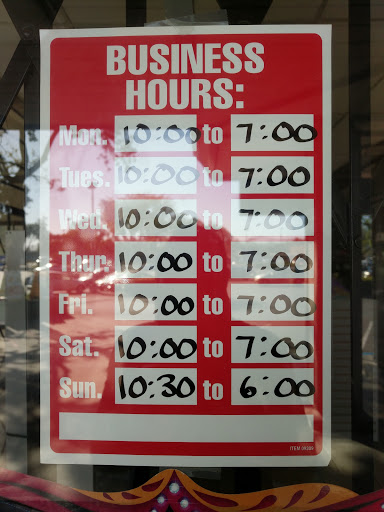 BUSINESS
HOURS:
Mon. 10:00 to 7:00
Tues. 10:00 to 7:00
Wed. 10:00 to 7:00
Thur. 10:00 to 7:00
Fri. 10:00 to 7:00
Sat. 10:00 to 7:00
Sun. 10:30 to 6:00